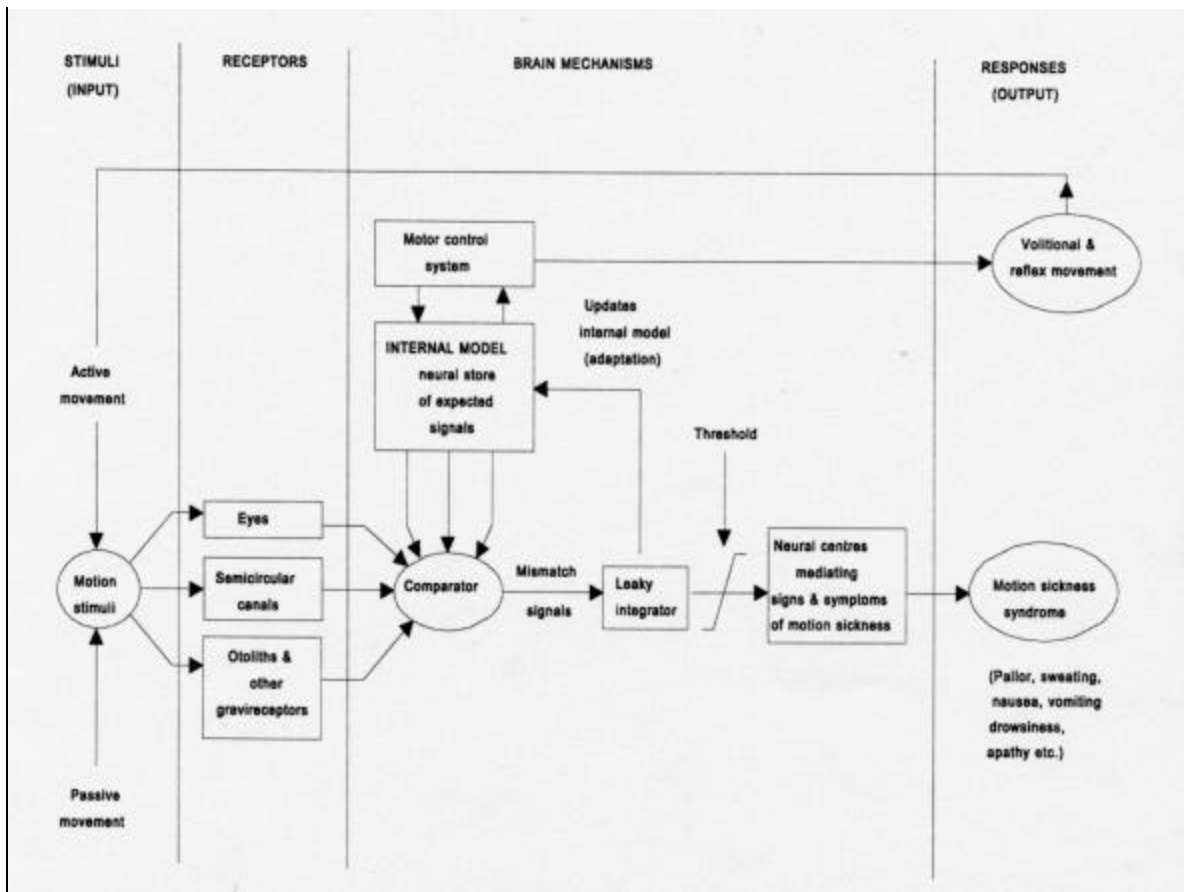 STIMULI
(INPUT)
RECEPTORS
BRAIN MECHANISMS
RESPONSES
(OUTPUT)
Motor control
system
Volitional &
reflex movement
Updates
internal model
(adaptation)
INTERNAL MODEL
neural store
of expected
signals
Active
movement
Threshold
Eyes
Motion
stimuli
Semicircular
canals
Comparator
Mismatch
signals
Leaky
integrator
Neural centres
mediating
signs & symptoms
of motion sickness
Motion sickness
syndrome
Otoliths &
other
gravireceptors
(Pallor, sweating,
nausea, vomiting
drowsiness,
apathy etc.)
Passive
movement